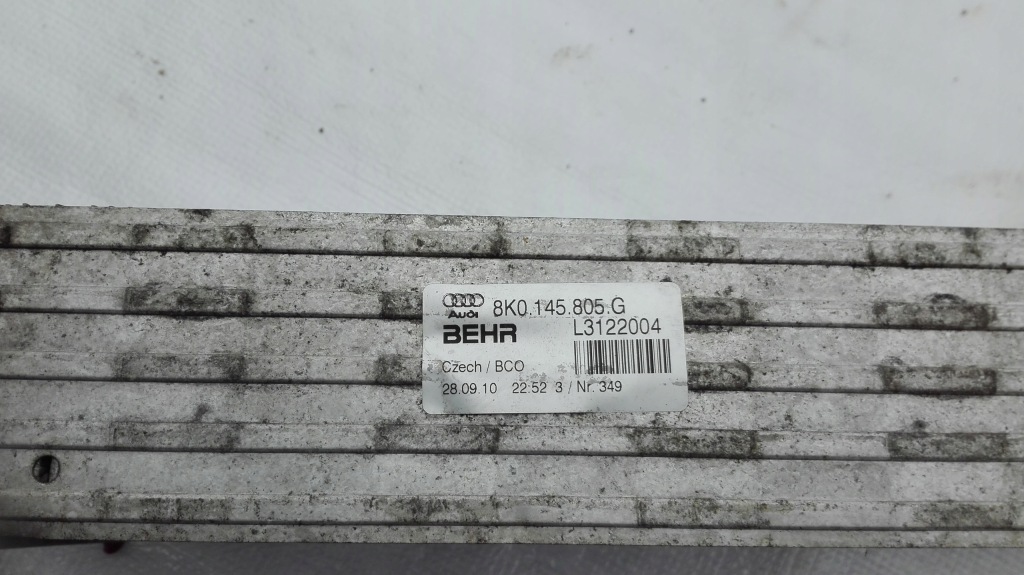 Audi 8K0.145.805.G
BEHR L3122004
Czech / BCO
28.09.10 22:52 3 / Nr. 349